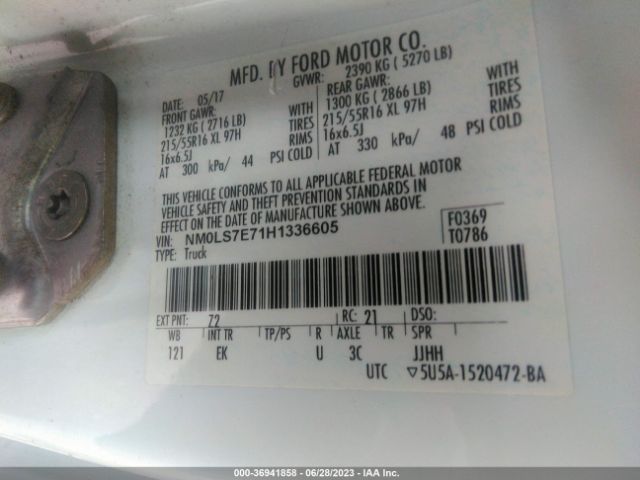 MFD. BY FORD MOTOR CO.
DATE: 05/17 GVWR: 2390 KG ( 5270 LB)
FRONT GAWR: REAR GAWR:
1232 KG ( 2716 LB) WITH 1300 KG ( 2866 LB) WITH
215/55R16 XL 97H TIRES 215/55R16 XL 97H TIRES
16x6.5J RIMS 16x6.5J RIMS
AT 300 kPa/ 44 PSI COLD AT 330 kPa/ 48 PSI COLD
THIS VEHICLE CONFORMS TO ALL APPLICABLE FEDERAL MOTOR
VEHICLE SAFETY AND THEFT PREVENTION STANDARDS IN
EFFECT ON THE DATE OF MANUFACTURE SHOWN ABOVE.
VIN: NM0LS7E71H1336605 F0369
TYPE: Truck T0786
EXT PNT: Z2 RC: 21 DSO:
WB INT TR TP/PS R AXLE TR SPR
121 EK U 3C JJHH
UTC ▽5U5A-1520472-BA
000-36941858 - 06/28/2023 - IAA Inc.